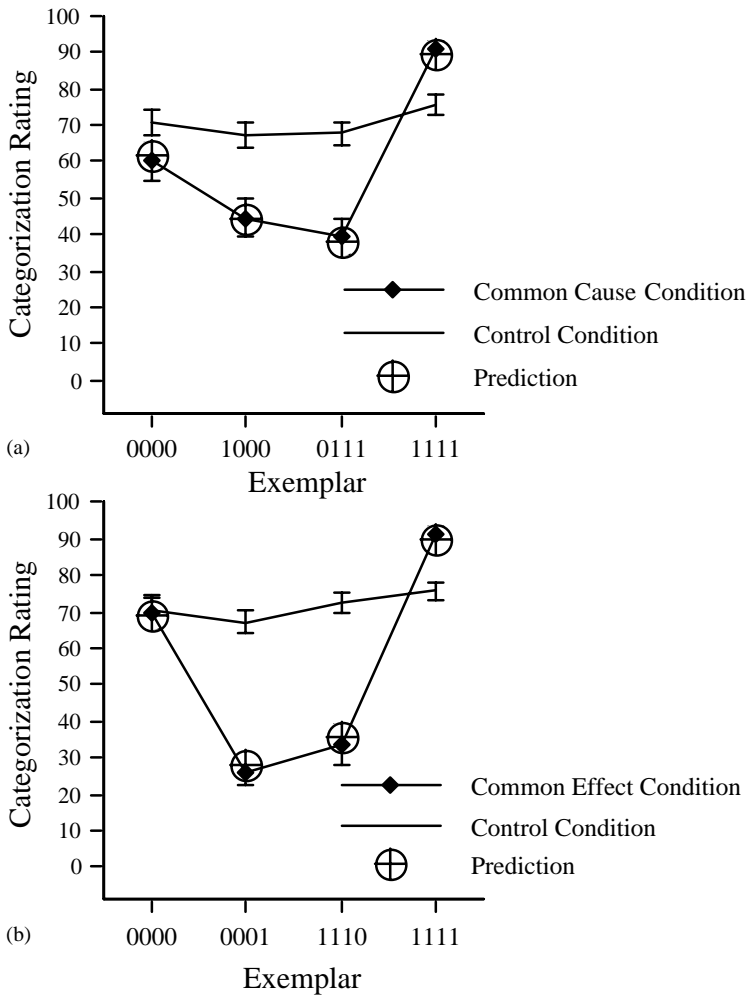 100
90
80
70
60
50
40
30
20
10
0
Categorization Rating
Common Cause Condition
Control Condition
Prediction
(a)
0000 1000 0111 1111
Exemplar
100
90
80
70
60
50
40
30
20
10
0
Categorization Rating
Common Effect Condition
Control Condition
Prediction
(b)
0000 0001 1110 1111
Exemplar